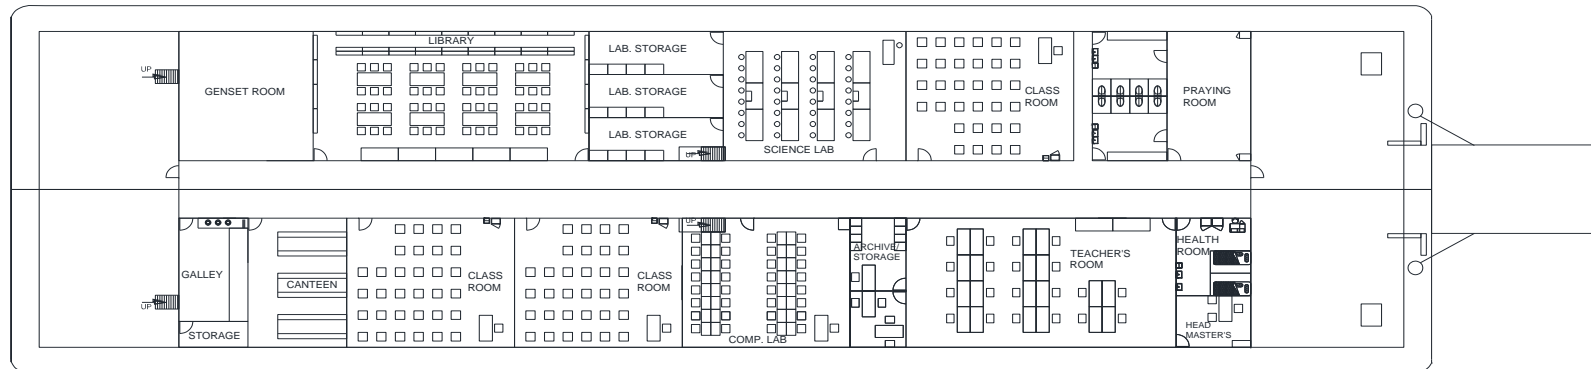 LIBRARY
LAB. STORAGE
UP
GENSET ROOM
LAB. STORAGE
CLASS
ROOM
PRAYING
ROOM
LAB. STORAGE
SCIENCE LAB
UP
UP
HEALTH
ROOM
ARCHIVE/
STORAGE
TEACHER'S
ROOM
GALLEY
CANTEEN
CLASS
ROOM
CLASS
ROOM
UP
STORAGE
COMP. LAB
HEAD
MASTER'S